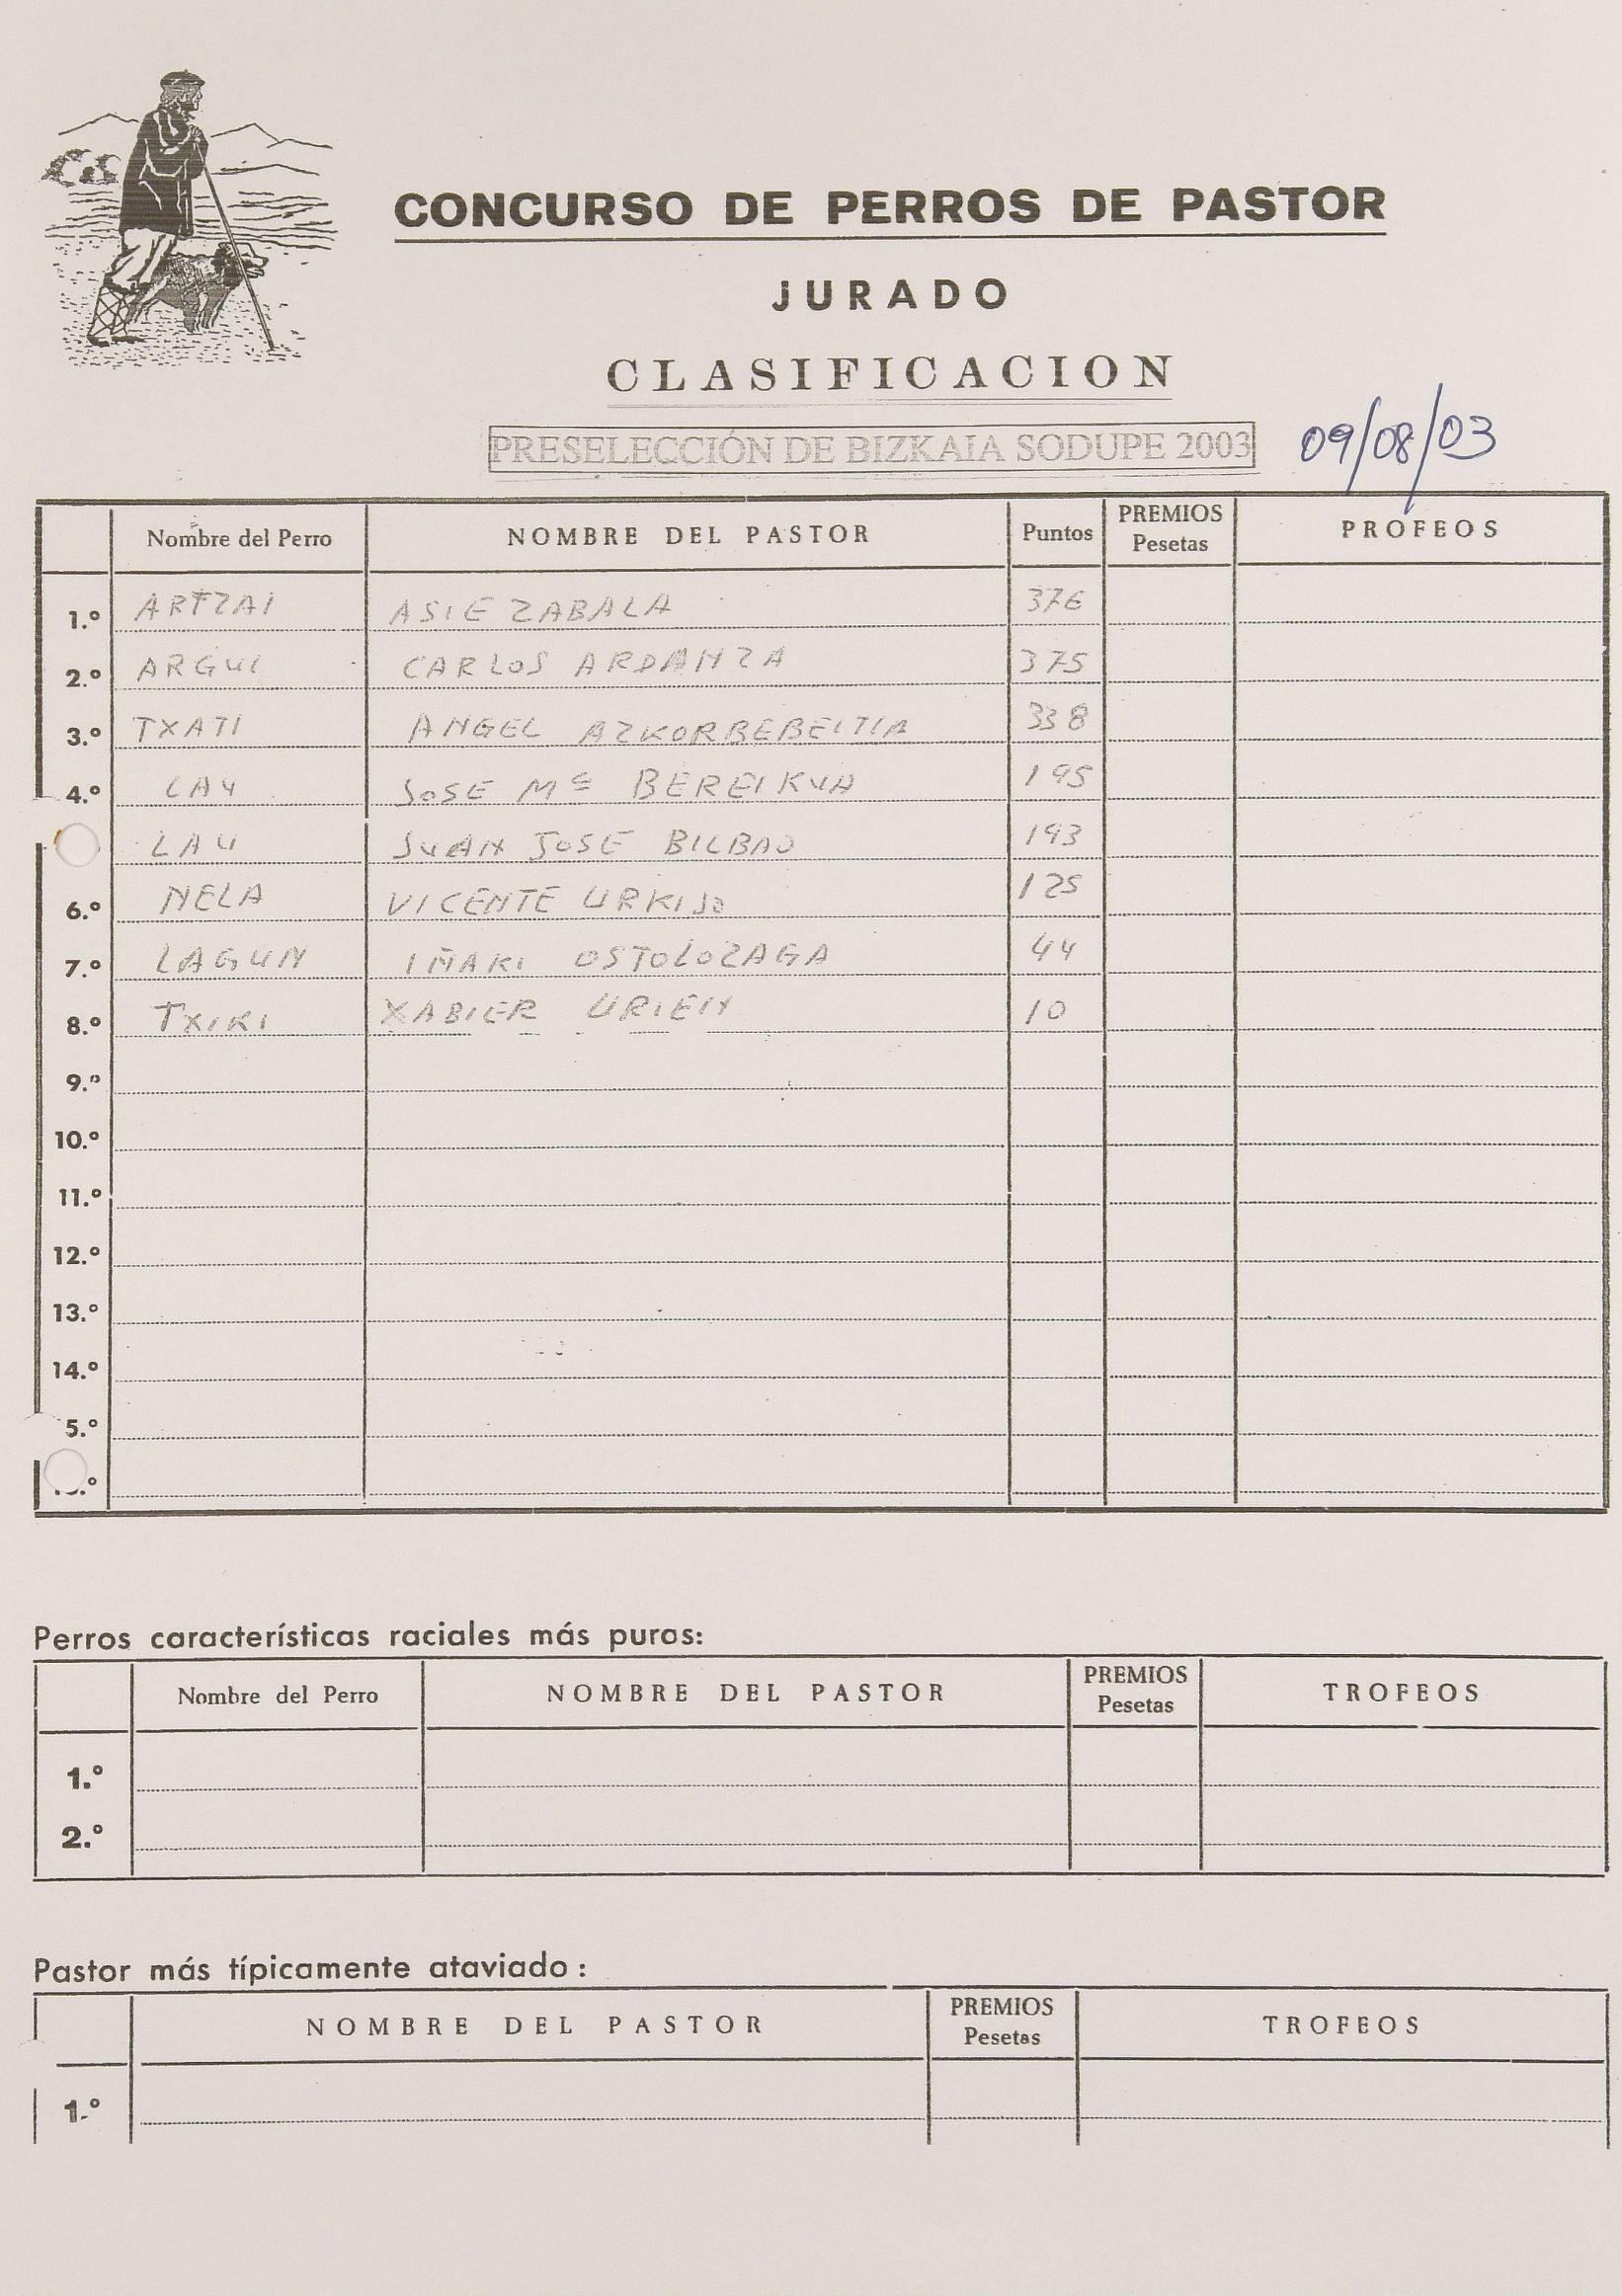 CONCURSO DE PERROS DE PASTOR
JURADO
CLASIFICACION
PRESELECCIÓN DE BIZKAIA SODUPE 2003 09/08/03
Nombre del Perro NOMBRE DEL PASTOR Puntos PREMIOS Pesetas PROFEOS
1.º ARTZAI ASIE ZABALA 376
2.º ARGUI CARLOS ARDANZA 375
3.º TXATI ANGEL AZKORREBEITIA 338
4.º LAU JOSE Mª BEREIKUA 195
LAU JUAN JOSE BILBAO 193
6.º NELA VICENTE URKIJO 125
7.º LAGUN IÑAKI OSTOLOZAGA 44
8.º TXIKI XABIER URIEN 10
9.º
10.º
11.º
12.º
13.º
14.º
5.º
Perros características raciales más puras:
Nombre del Perro NOMBRE DEL PASTOR PREMIOS Pesetas TROFEOS
1.º
2.º
Pastor más típicamente ataviado:
NOMBRE DEL PASTOR PREMIOS Pesetas TROFEOS
1.º